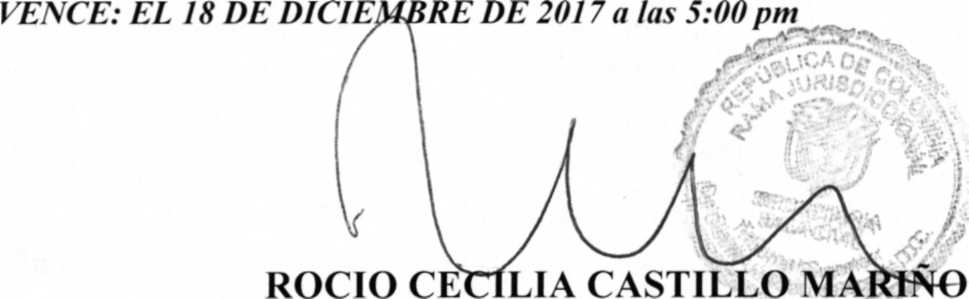 VENCE: EL 18 DE DICIEMBRE DE 2017 a las 5:00 pm
REPÚBLICA DE COLOMBIA
RAMA JURISDICCIONAL
ROCIO CECILIA CASTILLO MARIÑO